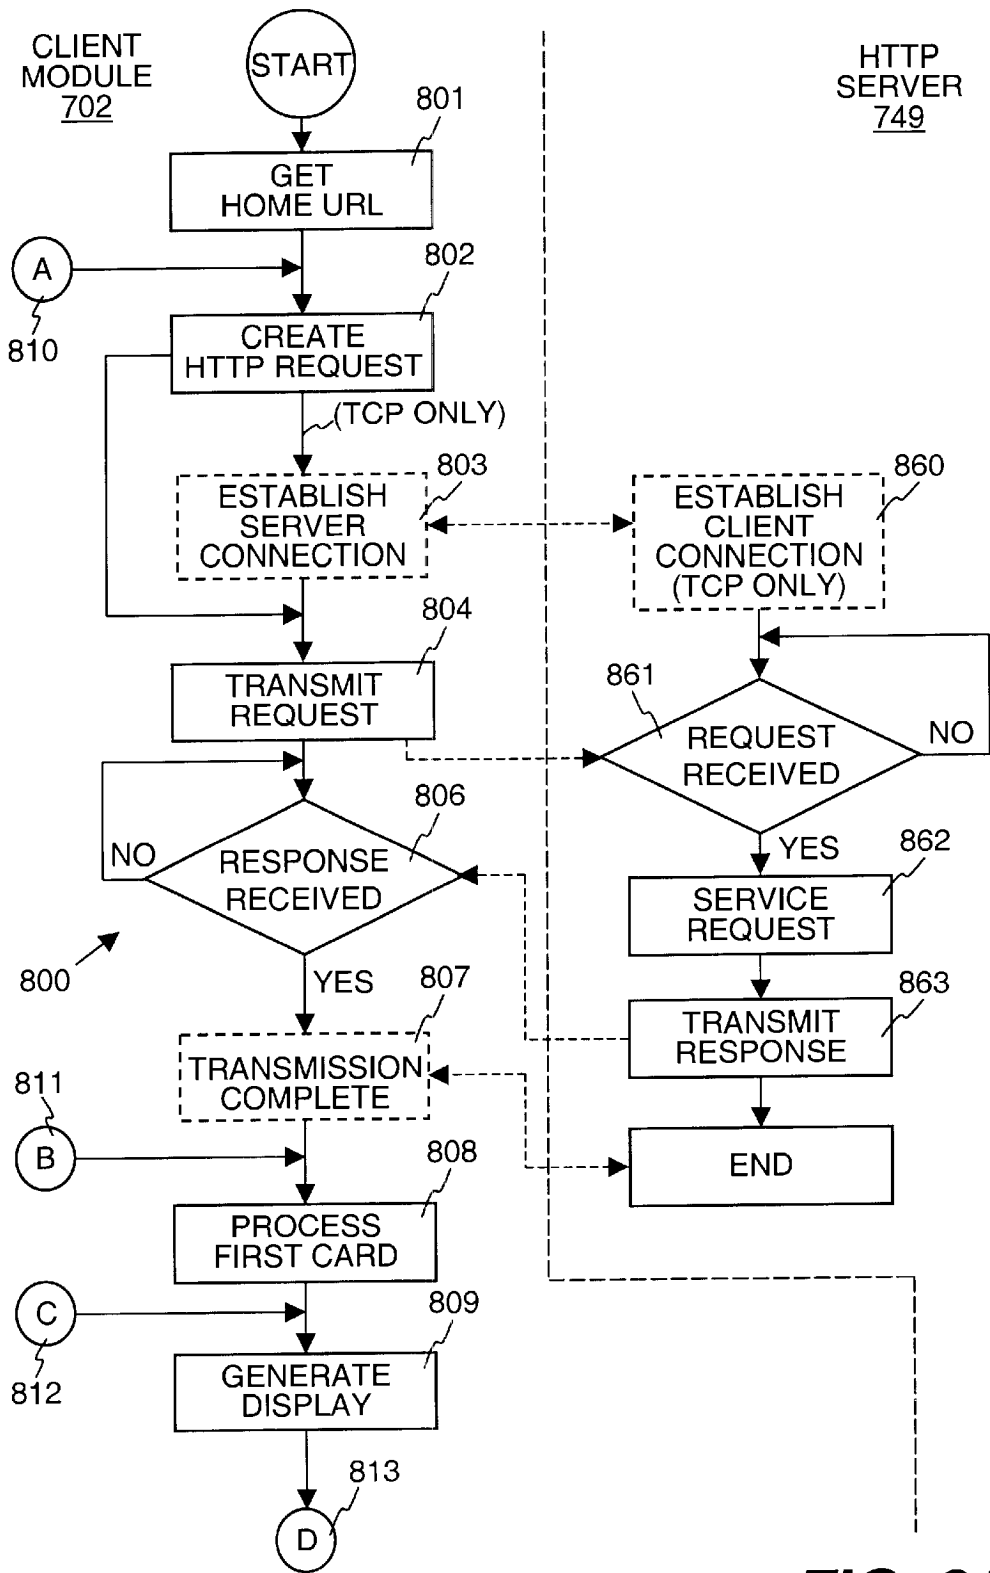 CLIENT
MODULE
702
START
HTTP
SERVER
749
801
GET
HOME URL
A
810
802
CREATE
HTTP REQUEST
(TCP ONLY)
803
ESTABLISH
SERVER
CONNECTION
860
ESTABLISH
CLIENT
CONNECTION
(TCP ONLY)
804
TRANSMIT
REQUEST
861
REQUEST
RECEIVED
NO
YES
806
RESPONSE
RECEIVED
NO
YES
800
862
SERVICE
REQUEST
863
TRANSMIT
RESPONSE
807
TRANSMISSION
COMPLETE
END
811
B
808
PROCESS
FIRST CARD
C
812
809
GENERATE
DISPLAY
813
D